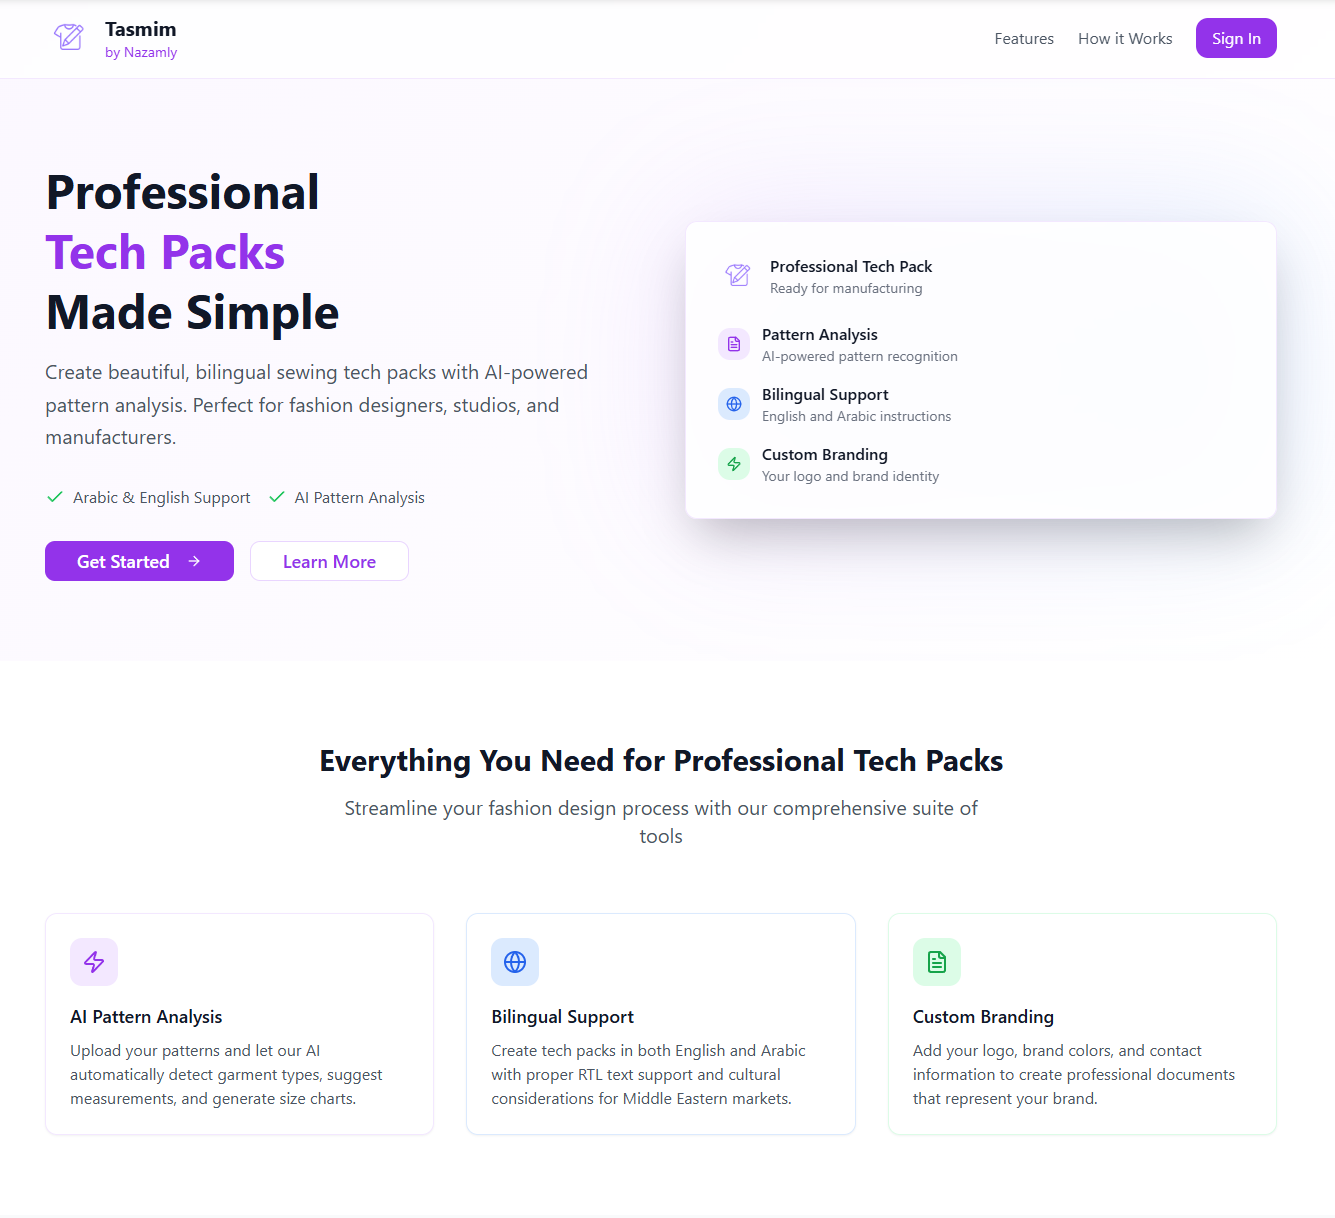 Tasmim
by Nazamly
Features
How it Works
Sign In
Professional
Tech Packs
Made Simple
Create beautiful, bilingual sewing tech packs with AI-powered
pattern analysis. Perfect for fashion designers, studios, and
manufacturers.
Arabic & English Support
AI Pattern Analysis
Get Started
Learn More
Professional Tech Pack
Ready for manufacturing
Pattern Analysis
AI-powered pattern recognition
Bilingual Support
English and Arabic instructions
Custom Branding
Your logo and brand identity
Everything You Need for Professional Tech Packs
Streamline your fashion design process with our comprehensive suite of
tools
AI Pattern Analysis
Upload your patterns and let our AI
automatically detect garment types, suggest
measurements, and generate size charts.
Bilingual Support
Create tech packs in both English and Arabic
with proper RTL text support and cultural
considerations for Middle Eastern markets.
Custom Branding
Add your logo, brand colors, and contact
information to create professional documents
that represent your brand.